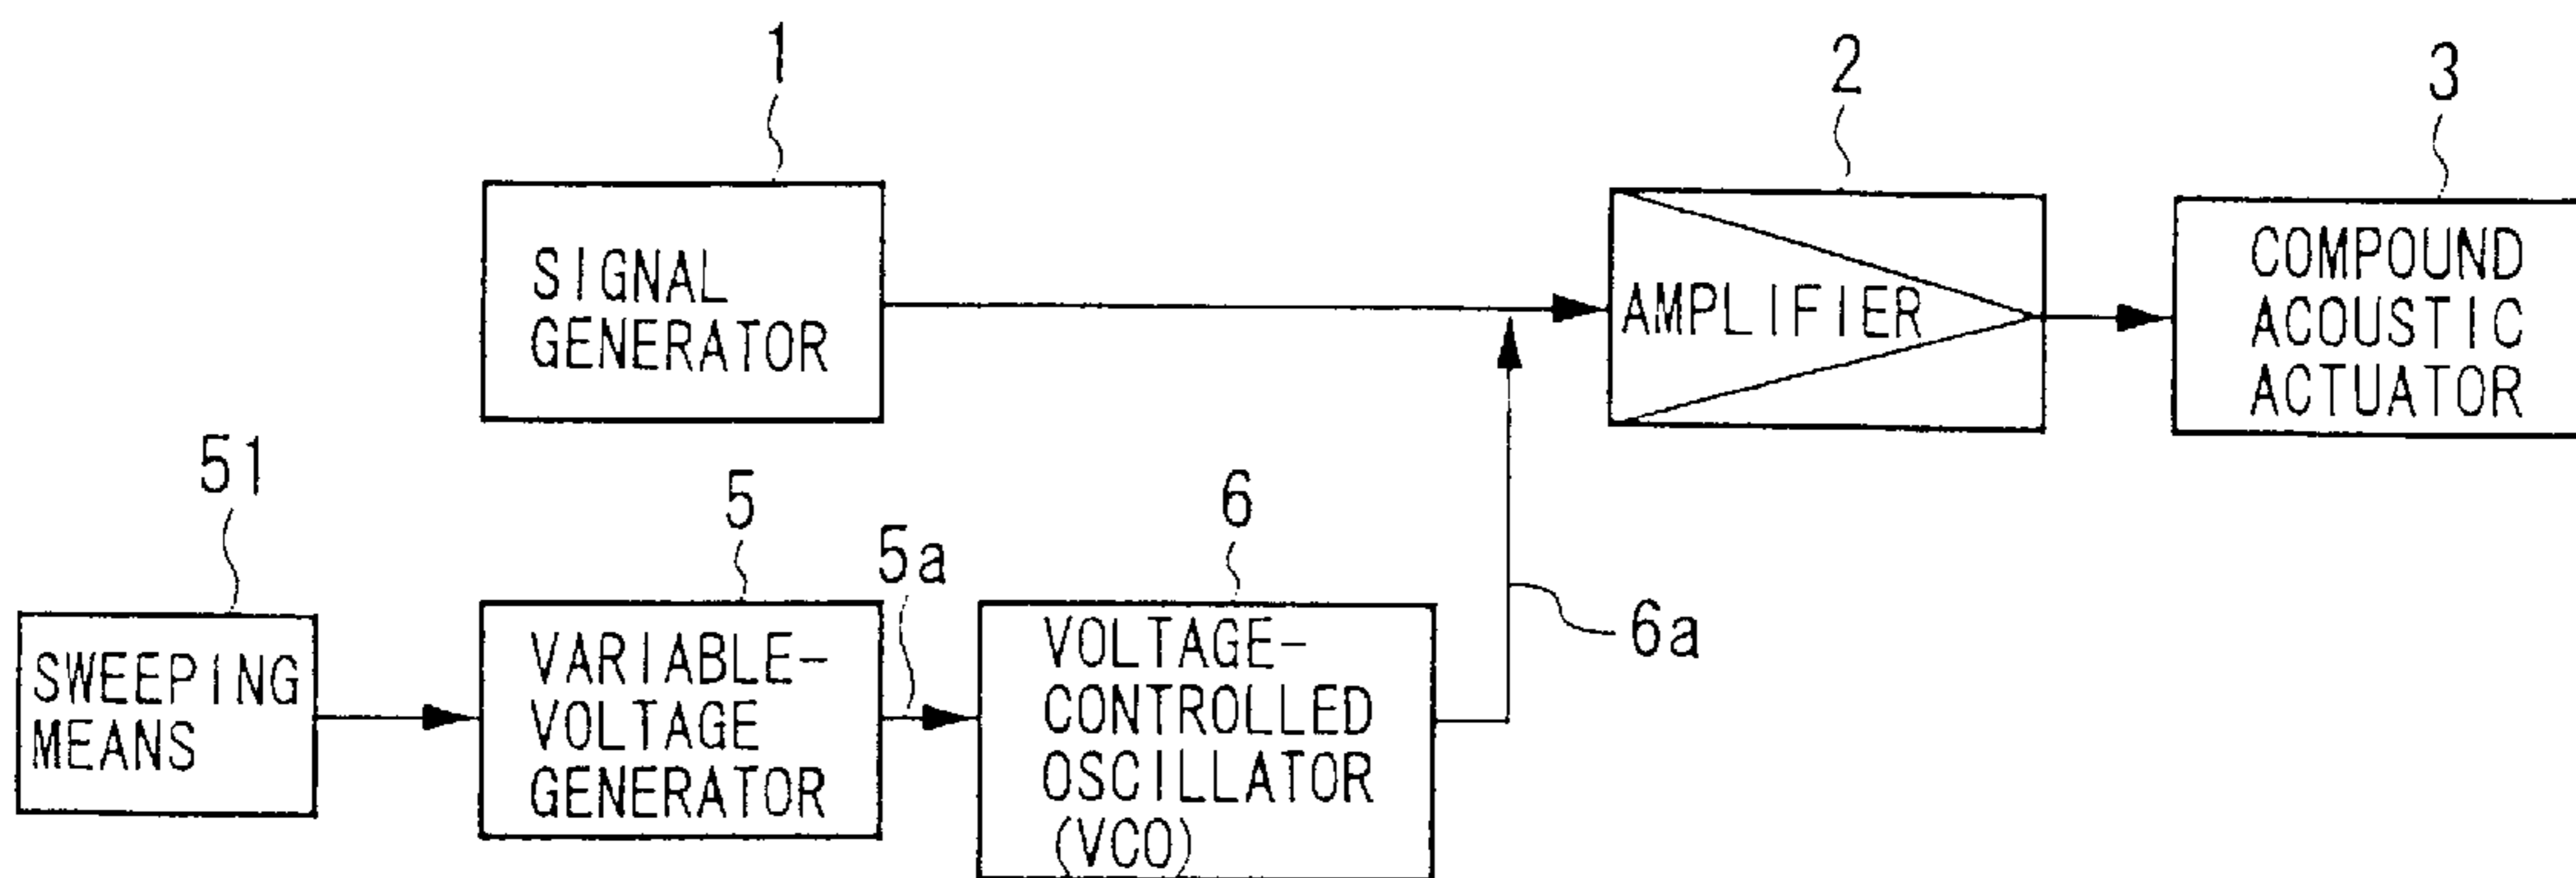 1
2
3
SIGNAL
GENERATOR
AMPLIFIER
COMPOUND
ACOUSTIC
ACTUATOR
51
5
5a
6
6a
SWEEPING
MEANS
VARIABLE-
VOLTAGE
GENERATOR
VOLTAGE-
CONTROLLED
OSCILLATOR
(VCO)